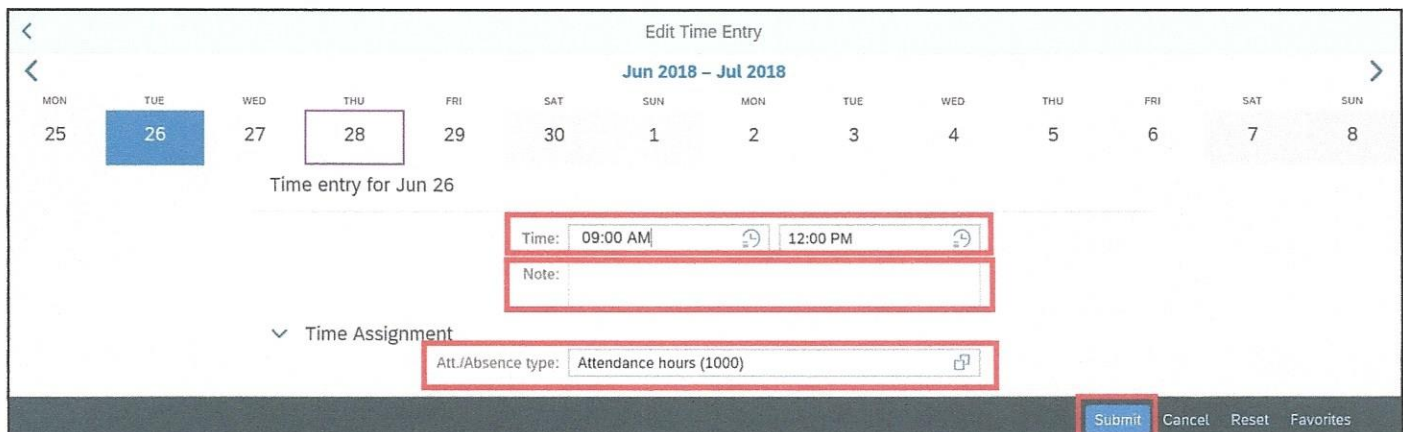 Edit Time Entry
Jun 2018 – Jul 2018
MON TUE WED THU FRI SAT SUN MON TUE WED THU FRI SAT SUN
25 26 27 28 29 30 1 2 3 4 5 6 7 8
Time entry for Jun 26
Time: 09:00 AM 12:00 PM
Note:
Time Assignment
Att./Absence type: Attendance hours (1000)
Submit Cancel Reset Favorites